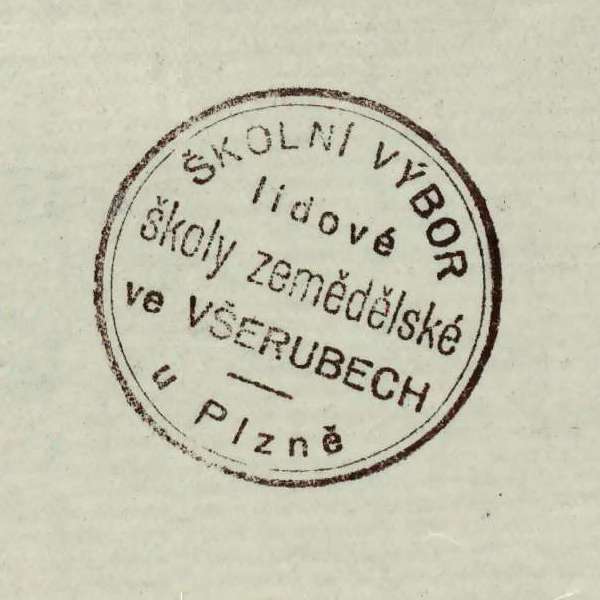 ŠKOLNÍ VÝBOR
lidové
školy zemědělské
ve VŠERUBECH
u Plzně